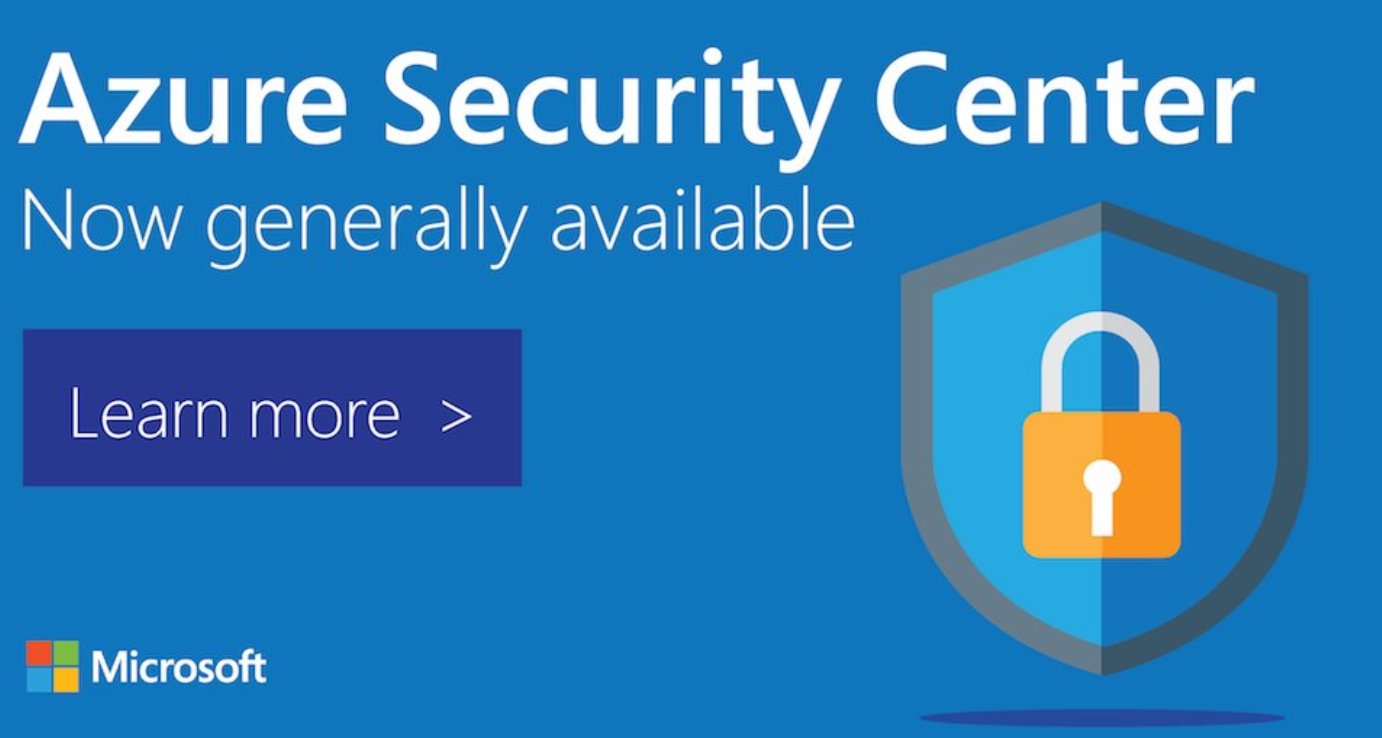 Azure Security Center
Now generally available
Learn more >
Microsoft